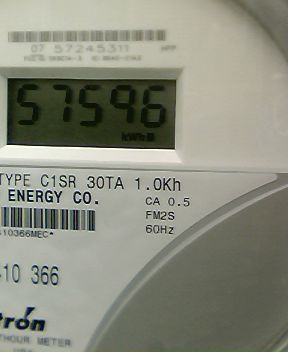 07 57245311
57596
kWh
TYPE C1SR 30TA 1.0Kh
ENERGY CO.
CA 0.5
FM2S
60Hz
10366MEC*
10 366
tron
THOUR METER